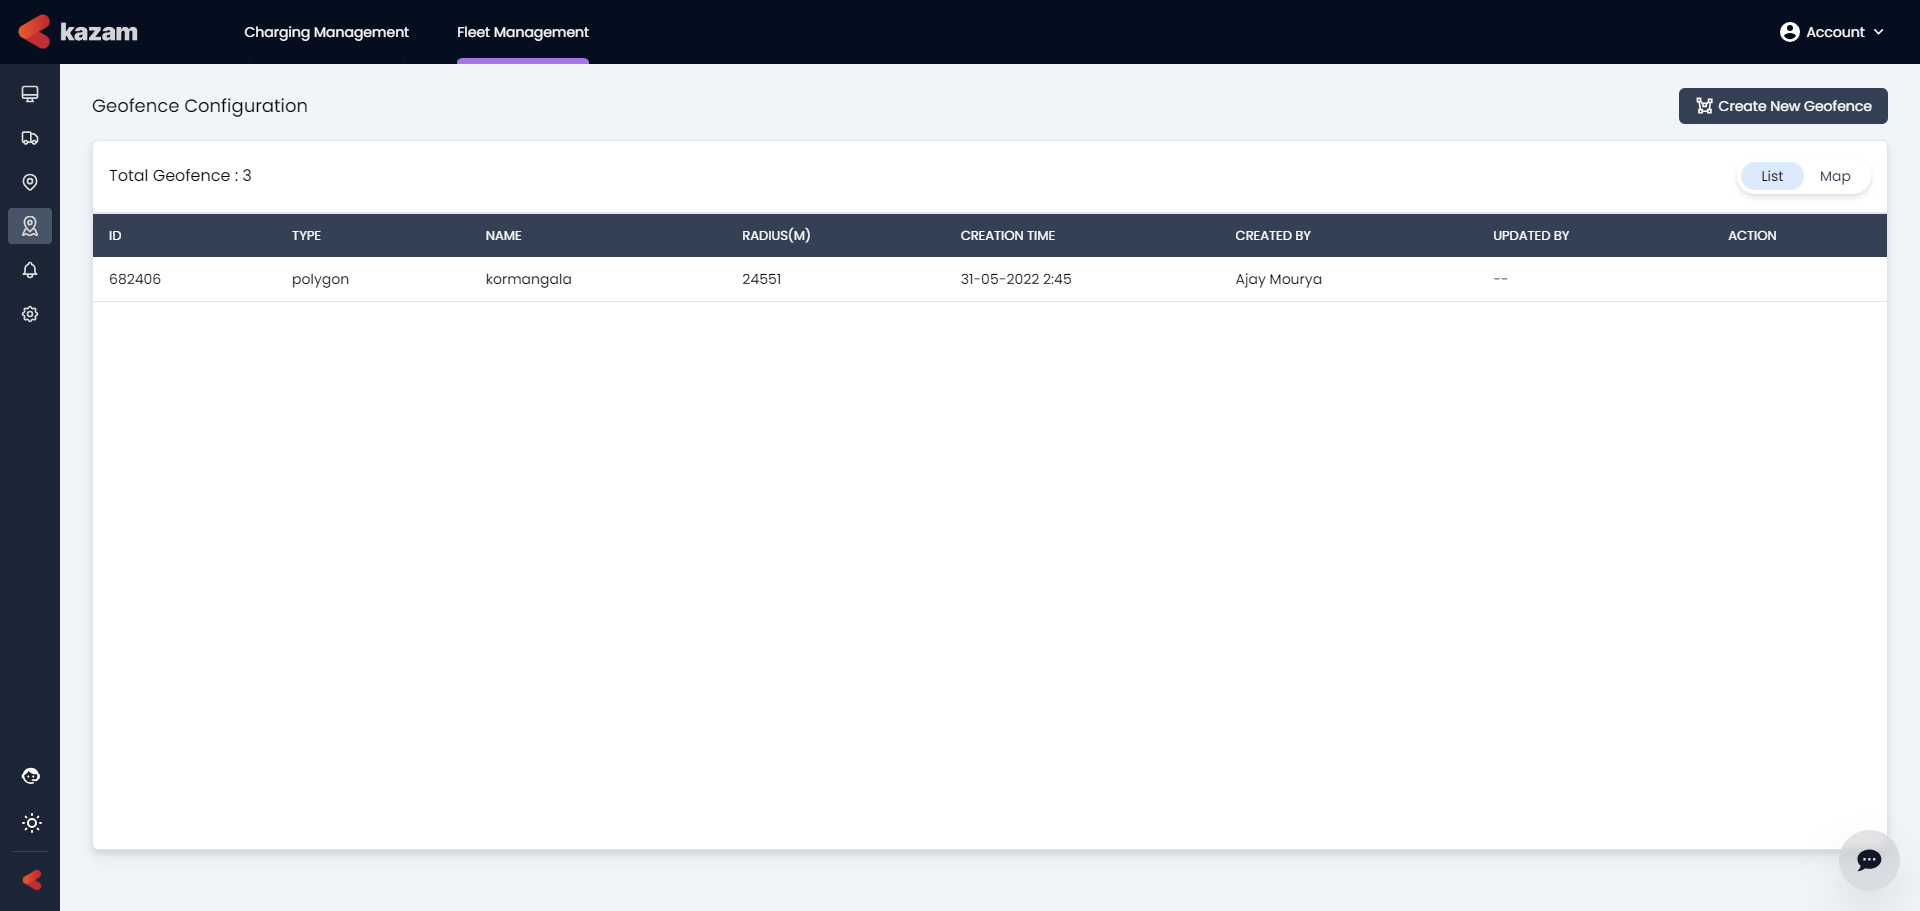 kazam
Charging Management
Fleet Management
Account
Geofence Configuration
Create New Geofence
Total Geofence : 3
List
Map
ID TYPE NAME RADIUS(M) CREATION TIME CREATED BY UPDATED BY ACTION
682406 polygon kormangala 24551 31-05-2022 2:45 Ajay Mourya --